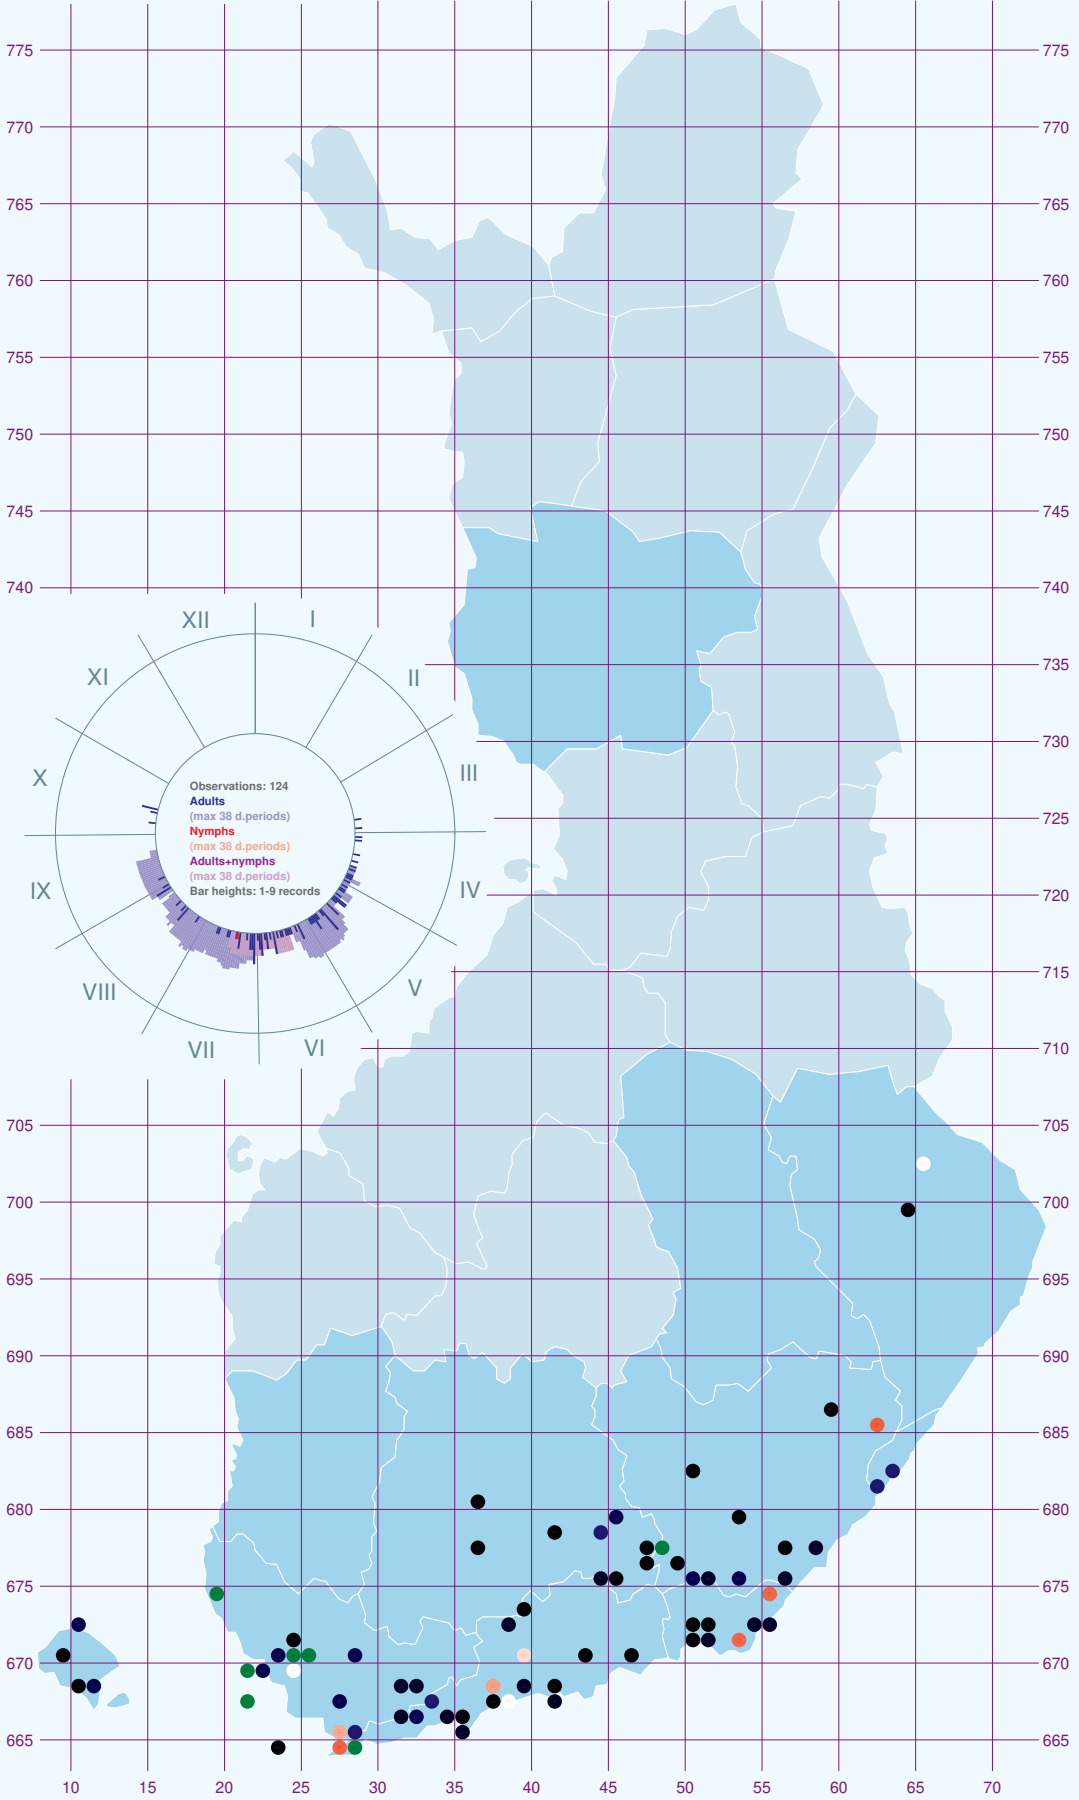 775 775
770 770
765 765
760 760
755 755
750 750
745 745
740 740
XII I
735 735
XI II
730 730
X III
Observations: 124
Adults
(max 38 d.periods)
725 725
Nymphs
(max 38 d.periods)
Adults+nymphs
(max 38 d.periods)
Bar heights: 1-9 records
IX IV
720 720
715 715
VIII V
VII VI
710 710
705 705
700 700
695 695
690 690
685 685
680 680
675 675
670 670
665 665
10 15 20 25 30 35 40 45 50 55 60 65 70